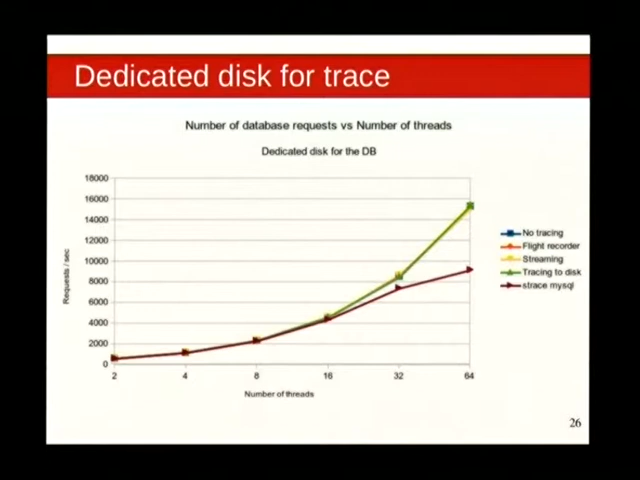 Dedicated disk for trace
Number of database requests vs Number of threads
Dedicated disk for the DB
18000
16000
14000
12000
10000
8000
6000
4000
2000
0
Requests / sec
2 4 8 16 32 64
Number of threads
No tracing
Flight recorder
Streaming
Tracing to disk
strace mysql
26